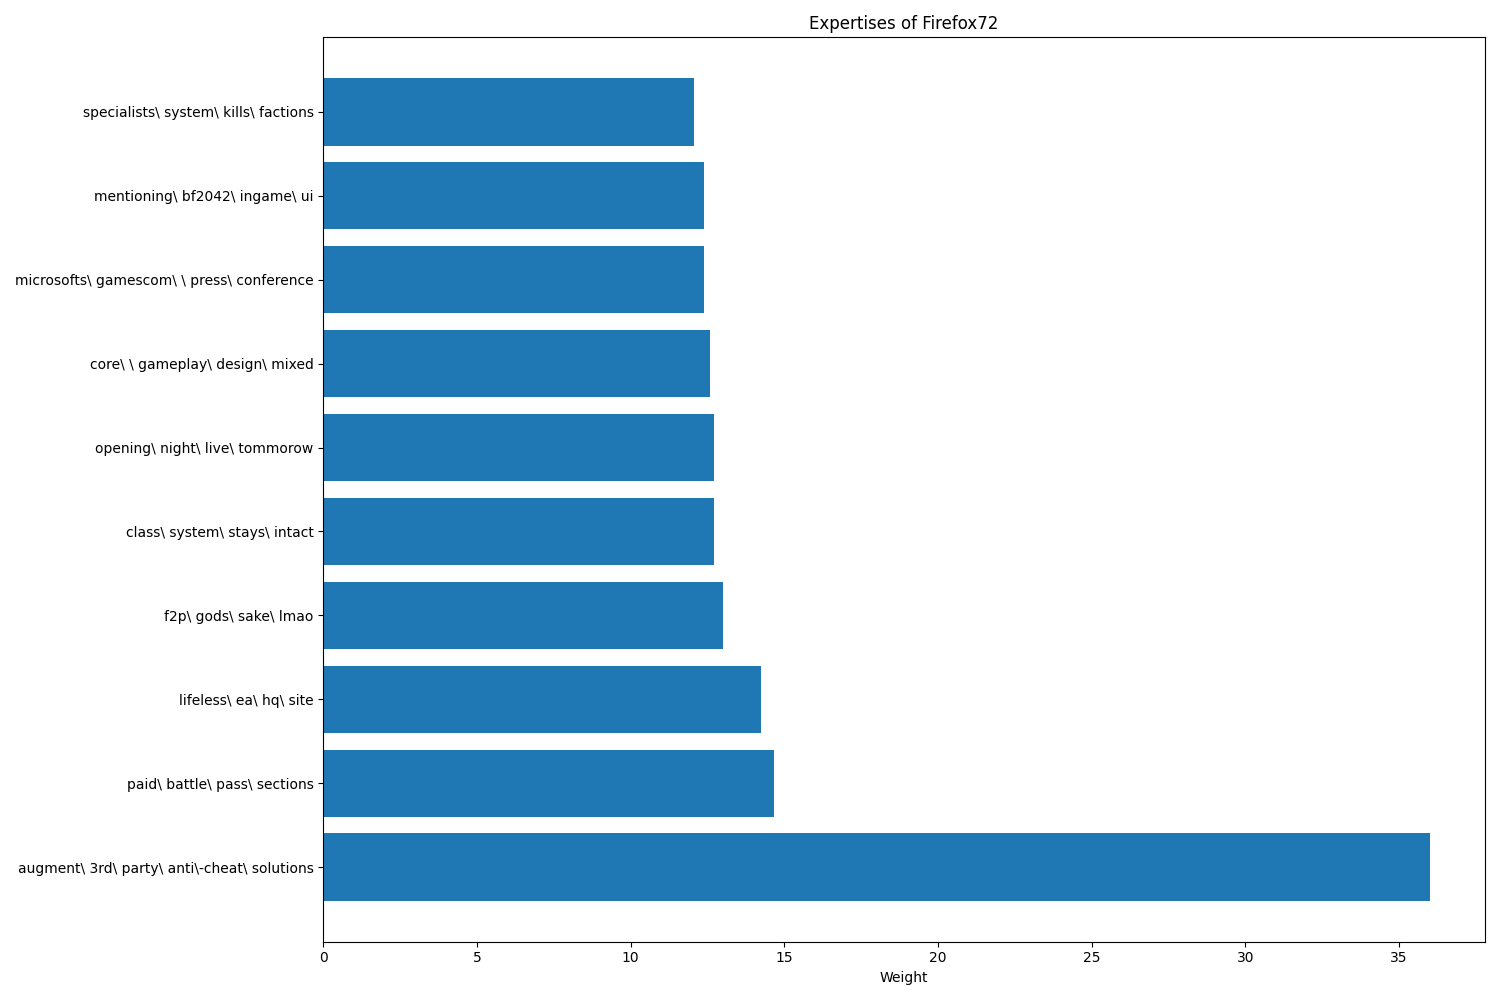 Expertises of Firefox72
specialists\ system\ kills\ factions
mentioning\ bf2042\ ingame\ ui
microsofts\ gamescom\ \ press\ conference
core\ \ gameplay\ design\ mixed
opening\ night\ live\ tommorow
class\ system\ stays\ intact
f2p\ gods\ sake\ lmao
lifeless\ ea\ hq\ site
paid\ battle\ pass\ sections
augment\ 3rd\ party\ anti\-cheat\ solutions
0 5 10 15 20 25 30 35
Weight